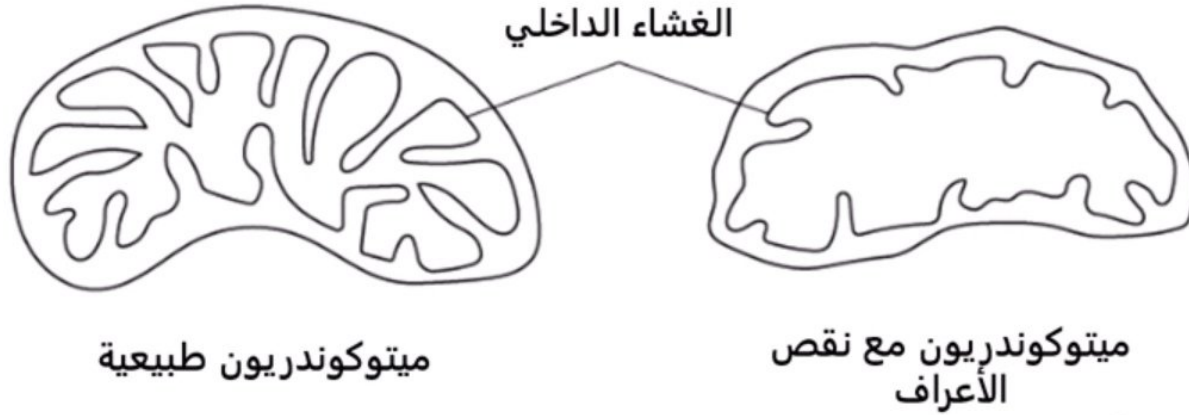 الغشاء الداخلي
ميتوكوندريون طبيعية
ميتوكوندريون مع نقص
الأعراف